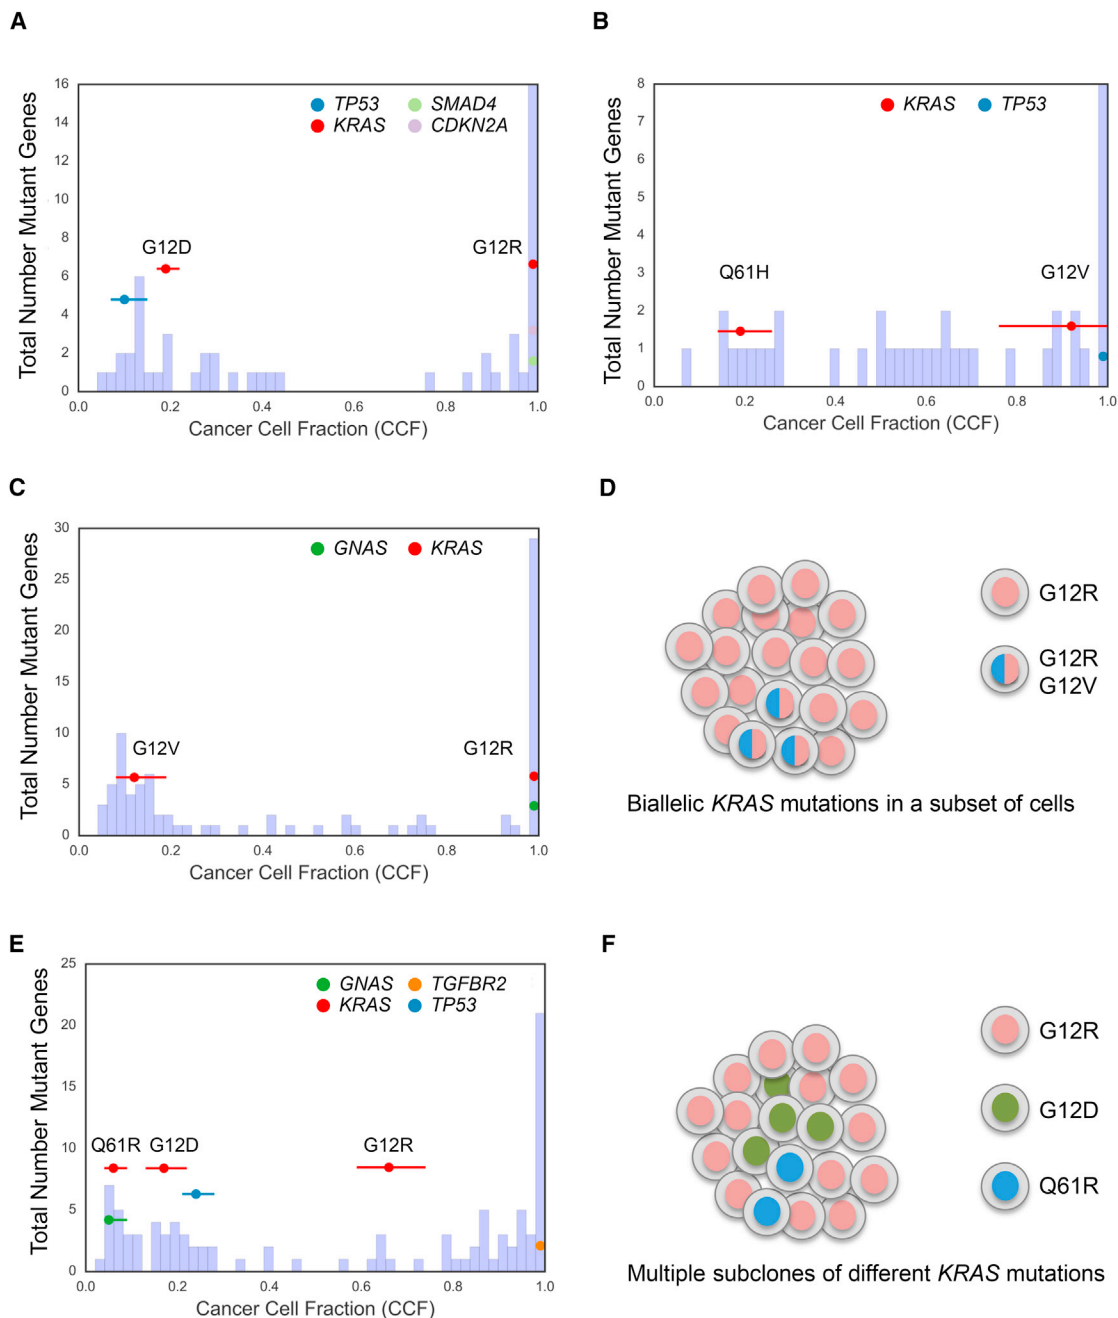 A
Total Number Mutant Genes
16
14
12
10
8
6
4
2
0
TP53
SMAD4
KRAS
CDKN2A
G12D
G12R
0.0
0.2
0.4
0.6
0.8
1.0
Cancer Cell Fraction (CCF)
B
Total Number Mutant Genes
8
7
6
5
4
3
2
1
0
KRAS
TP53
Q61H
G12V
0.0
0.2
0.4
0.6
0.8
1.0
Cancer Cell Fraction (CCF)
C
Total Number Mutant Genes
30
25
20
15
10
5
0
GNAS
KRAS
G12V
G12R
0.0
0.2
0.4
0.6
0.8
1.0
Cancer Cell Fraction (CCF)
D
G12R
G12R
G12V
Biallelic KRAS mutations in a subset of cells
E
Total Number Mutant Genes
25
20
15
10
5
0
GNAS
TGFBR2
KRAS
TP53
Q61R
G12D
G12R
0.0
0.2
0.4
0.6
0.8
1.0
Cancer Cell Fraction (CCF)
F
G12R
G12D
Q61R
Multiple subclones of different KRAS mutations